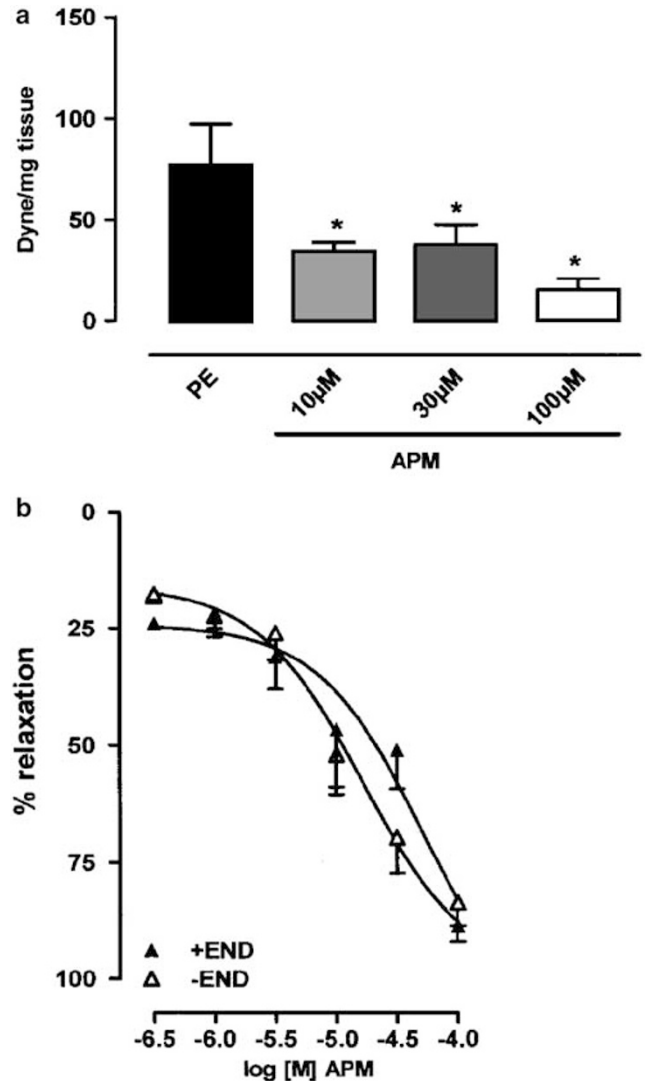 a
150
100
50
0
Dyne/mg tissue
* * *
PE 10µM 30µM 100µM
APM
b
0
25
50
75
100
% relaxation
+END
-END
-6.5 -6.0 -5.5 -5.0 -4.5 -4.0
log [M] APM